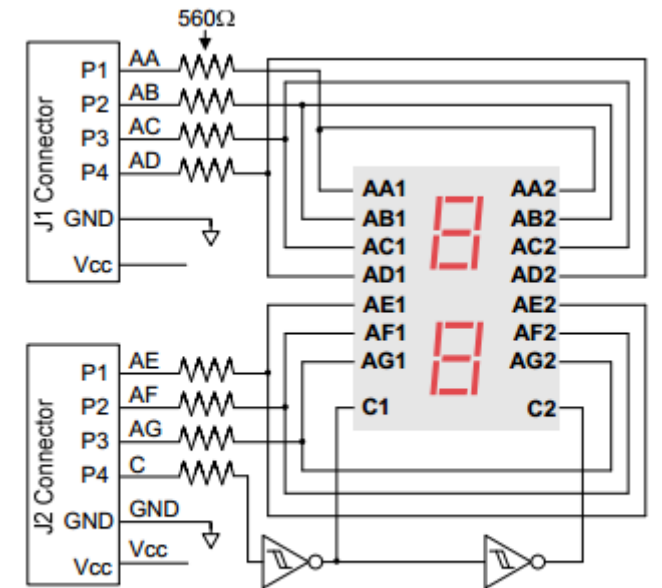 560Ω
J1 Connector
P1 AA
P2 AB
P3 AC
P4 AD
GND
Vcc
AA1 AA2
AB1 AB2
AC1 AC2
AD1 AD2
AE1 AE2
AF1 AF2
AG1 AG2
C1 C2
J2 Connector
P1 AE
P2 AF
P3 AG
P4 C
GND GND
Vcc Vcc